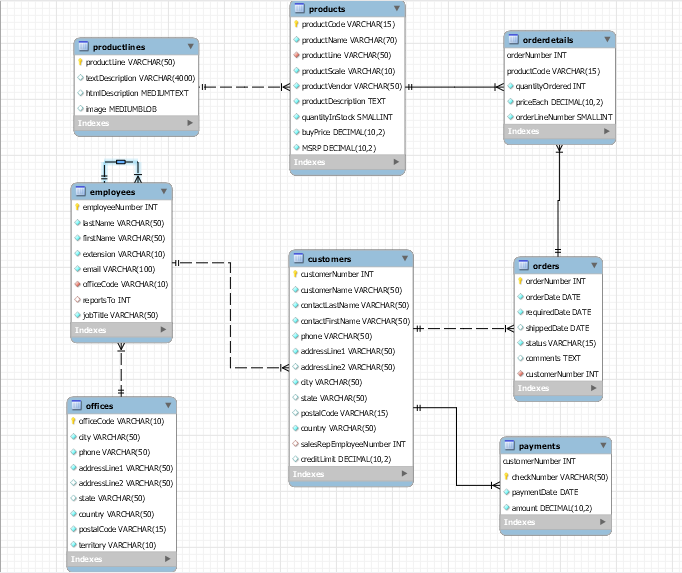 productlines
productLine VARCHAR(50)
textDescription VARCHAR(4000)
htmlDescription MEDIUMTEXT
image MEDIUMBLOB
Indexes
products
productCode VARCHAR(15)
productName VARCHAR(70)
productLine VARCHAR(50)
productScale VARCHAR(10)
productVendor VARCHAR(50)
productDescription TEXT
quantityInStock SMALLINT
buyPrice DECIMAL(10,2)
MSRP DECIMAL(10,2)
Indexes
orderdetails
orderNumber INT
productCode VARCHAR(15)
quantityOrdered INT
priceEach DECIMAL(10,2)
orderLineNumber SMALLINT
Indexes
employees
employeeNumber INT
lastName VARCHAR(50)
firstName VARCHAR(50)
extension VARCHAR(10)
email VARCHAR(100)
officeCode VARCHAR(10)
reportsTo INT
jobTitle VARCHAR(50)
Indexes
customers
customerNumber INT
customerName VARCHAR(50)
contactLastName VARCHAR(50)
contactFirstName VARCHAR(50)
phone VARCHAR(50)
addressLine1 VARCHAR(50)
addressLine2 VARCHAR(50)
city VARCHAR(50)
state VARCHAR(50)
postalCode VARCHAR(15)
country VARCHAR(50)
salesRepEmployeeNumber INT
creditLimit DECIMAL(10,2)
Indexes
orders
orderNumber INT
orderDate DATE
requiredDate DATE
shippedDate DATE
status VARCHAR(15)
comments TEXT
customerNumber INT
Indexes
offices
officeCode VARCHAR(10)
city VARCHAR(50)
phone VARCHAR(50)
addressLine1 VARCHAR(50)
addressLine2 VARCHAR(50)
state VARCHAR(50)
country VARCHAR(50)
postalCode VARCHAR(15)
territory VARCHAR(10)
Indexes
payments
customerNumber INT
checkNumber VARCHAR(50)
paymentDate DATE
amount DECIMAL(10,2)
Indexes